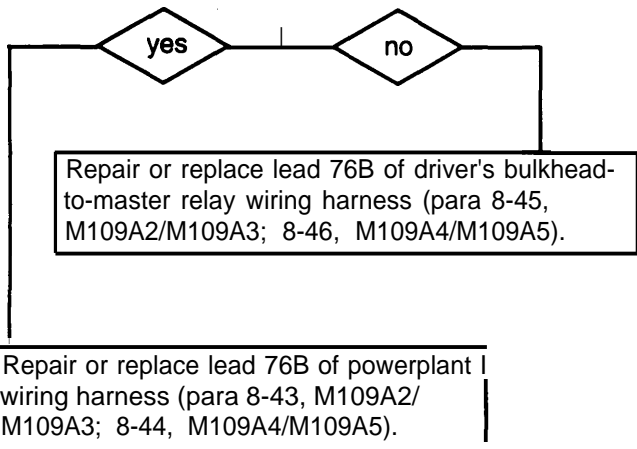 yes no
Repair or replace lead 76B of driver's bulkhead-
to-master relay wiring harness (para 8-45,
M109A2/M109A3; 8-46, M109A4/M109A5).
Repair or replace lead 76B of powerplant
wiring harness (para 8-43, M109A2/
M109A3; 8-44, M109A4/M109A5).